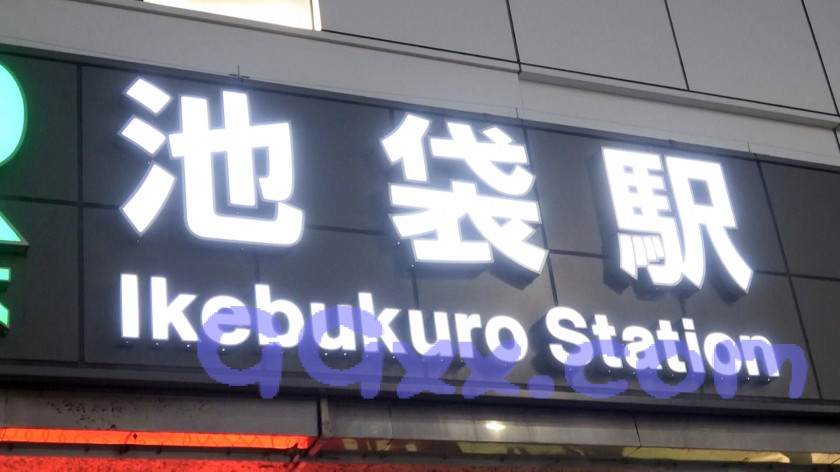 池袋駅
Ikebukuro Station
qqxx.com